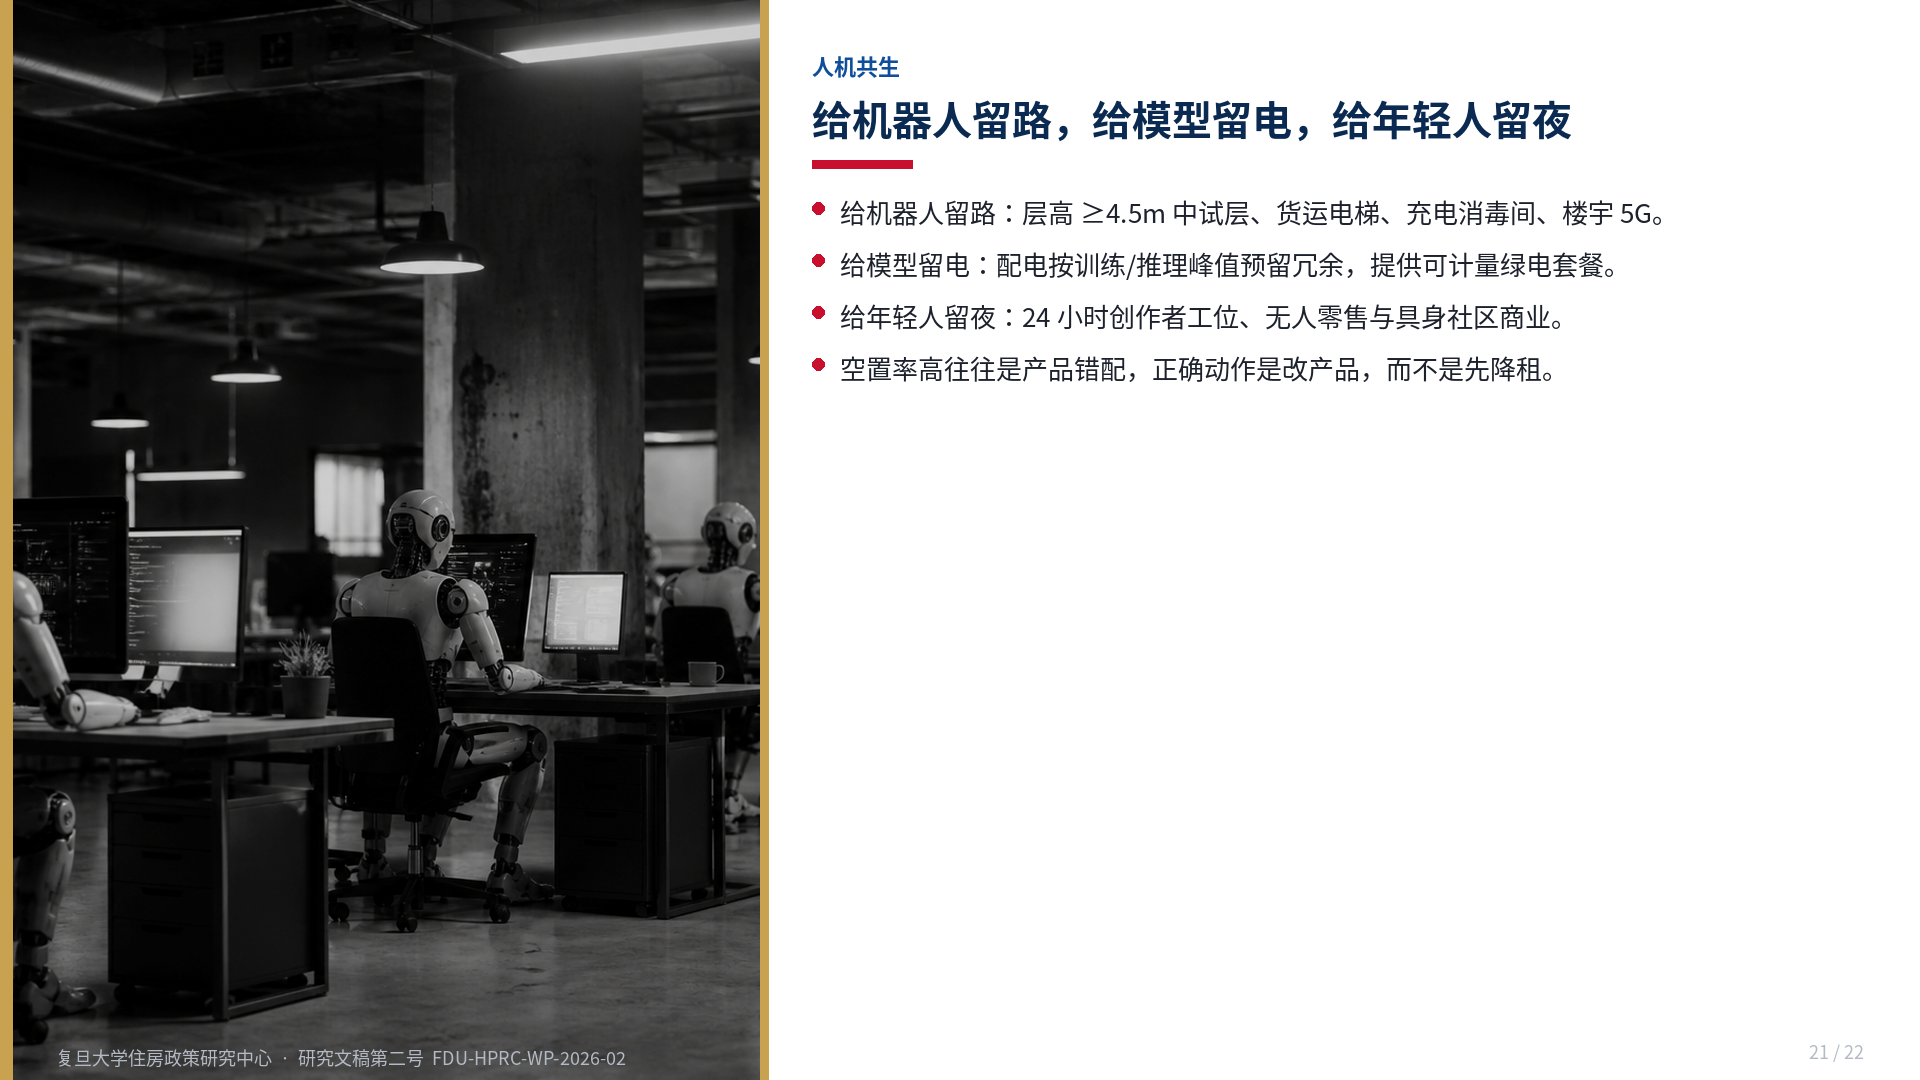 人机共生
给机器人留路，给模型留电，给年轻人留夜
给机器人留路：层高 ≥4.5m 中试层、货运电梯、充电消毒间、楼宇 5G。
给模型留电：配电按训练/推理峰值预留冗余，提供可计量绿电套餐。
给年轻人留夜：24 小时创作者工位、无人零售与具身社区商业。
空置率高往往是产品错配，正确动作是改产品，而不是先降租。
复旦大学住房政策研究中心 · 研究文稿第二号 FDU-HPRC-WP-2026-02
21 / 22